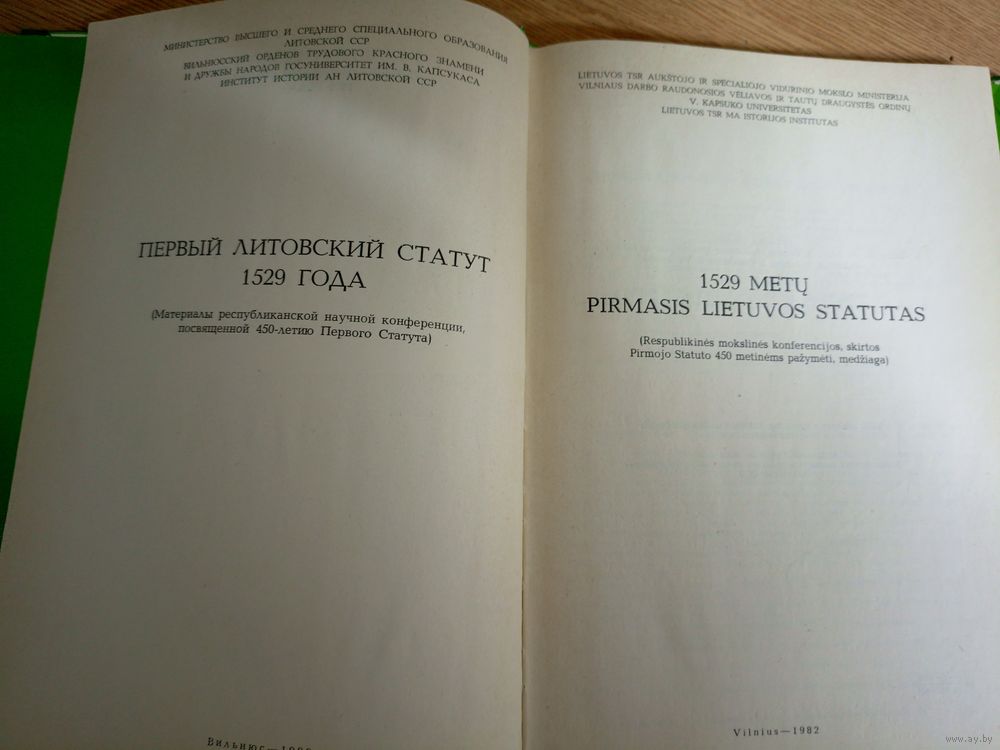 МИНИСТЕРСТВО ВЫСШЕГО И СРЕДНЕГО СПЕЦИАЛЬНОГО ОБРАЗОВАНИЯ
ЛИТОВСКОЙ ССР
ВИЛЬНЮССКИЙ ОРДЕНОВ ТРУДОВОГО КРАСНОГО ЗНАМЕНИ
И ДРУЖБЫ НАРОДОВ ГОСУНИВЕРСИТЕТ ИМ. В. КАПСУКАСА
ИНСТИТУТ ИСТОРИИ АН ЛИТОВСКОЙ ССР
ПЕРВЫЙ ЛИТОВСКИЙ СТАТУТ
1529 ГОДА
(Материалы республиканской научной конференции,
посвященной 450-летию Первого Статута)
Вильнюс—
LIETUVOS TSR AUKŠTOJO IR SPECIALIOJO VIDURINIO MOKSLO MINISTERIJA
VILNIAUS DARBO RAUDONOSIOS VĖLIAVOS IR TAUTŲ DRAUGYSTĖS ORDINŲ
V. KAPSUKO UNIVERSITETAS
LIETUVOS TSR MA ISTORIJOS INSTITUTAS
1529 METŲ
PIRMASIS LIETUVOS STATUTAS
(Respublikinės mokslinės konferencijos, skirtos
Pirmojo Statuto 450 metinėms pažymėti, medžiaga)
Vilnius—1982
www.ay.by